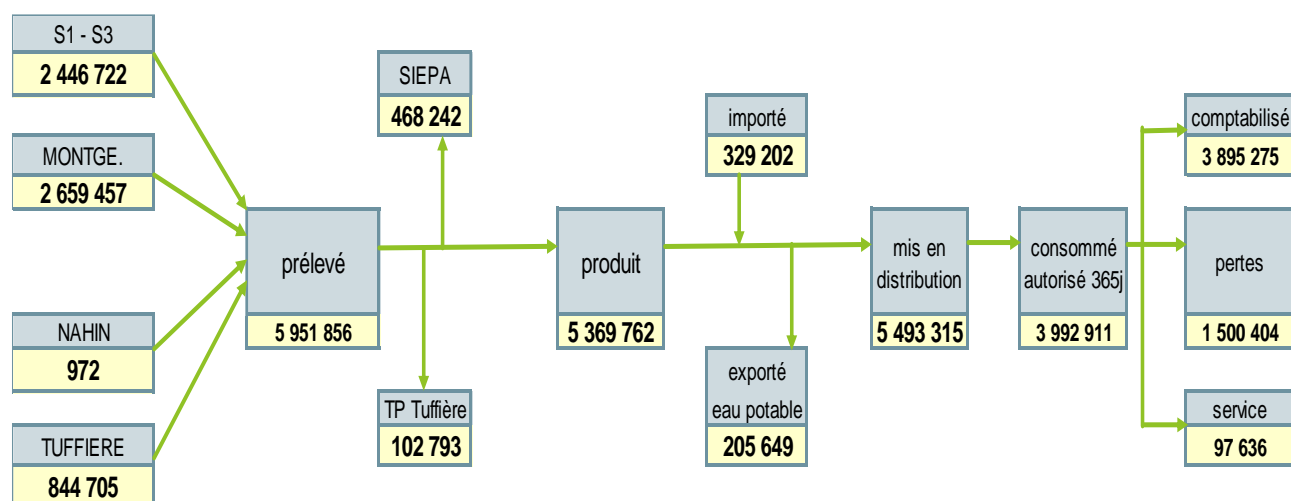 S1 - S3
2 446 722
MONTGE.
2 659 457
NAHIN
972
TUFFIERE
844 705
prélevé
5 951 856
SIEPA
468 242
TP Tuffière
102 793
produit
5 369 762
importé
329 202
exporté
eau potable
205 649
mis en
distribution
5 493 315
consommé
autorisé 365j
3 992 911
comptabilisé
3 895 275
pertes
1 500 404
service
97 636